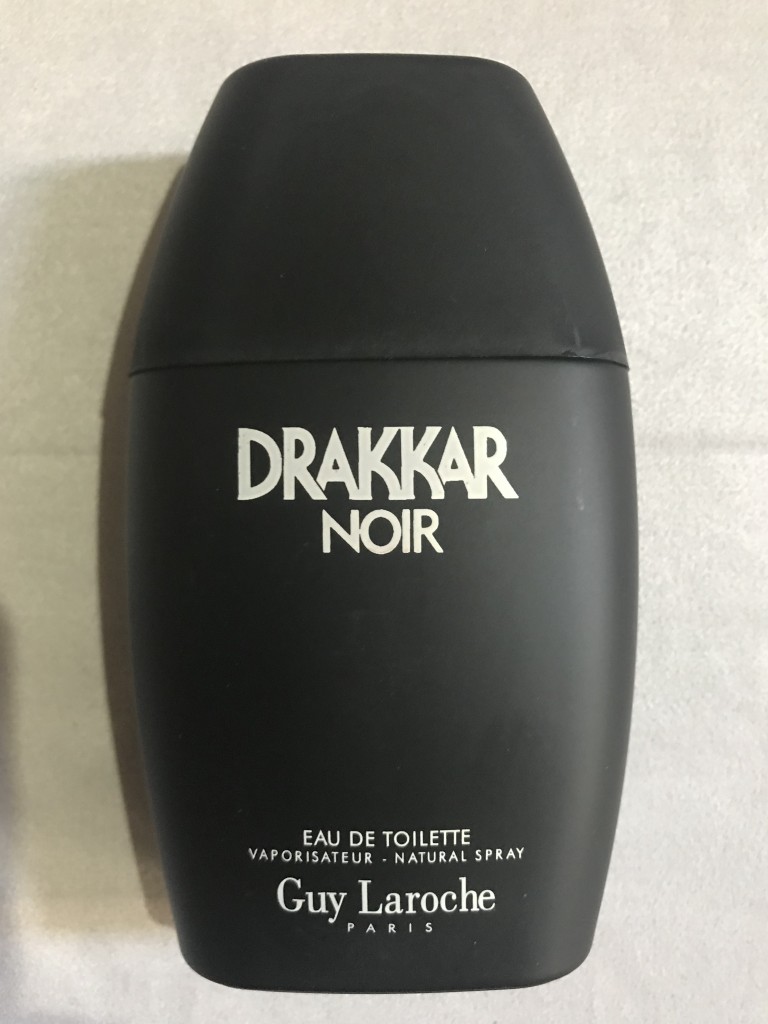 DRAKKAR
NOIR
EAU DE TOILETTE
VAPORISATEUR - NATURAL SPRAY
Guy Laroche
PARIS